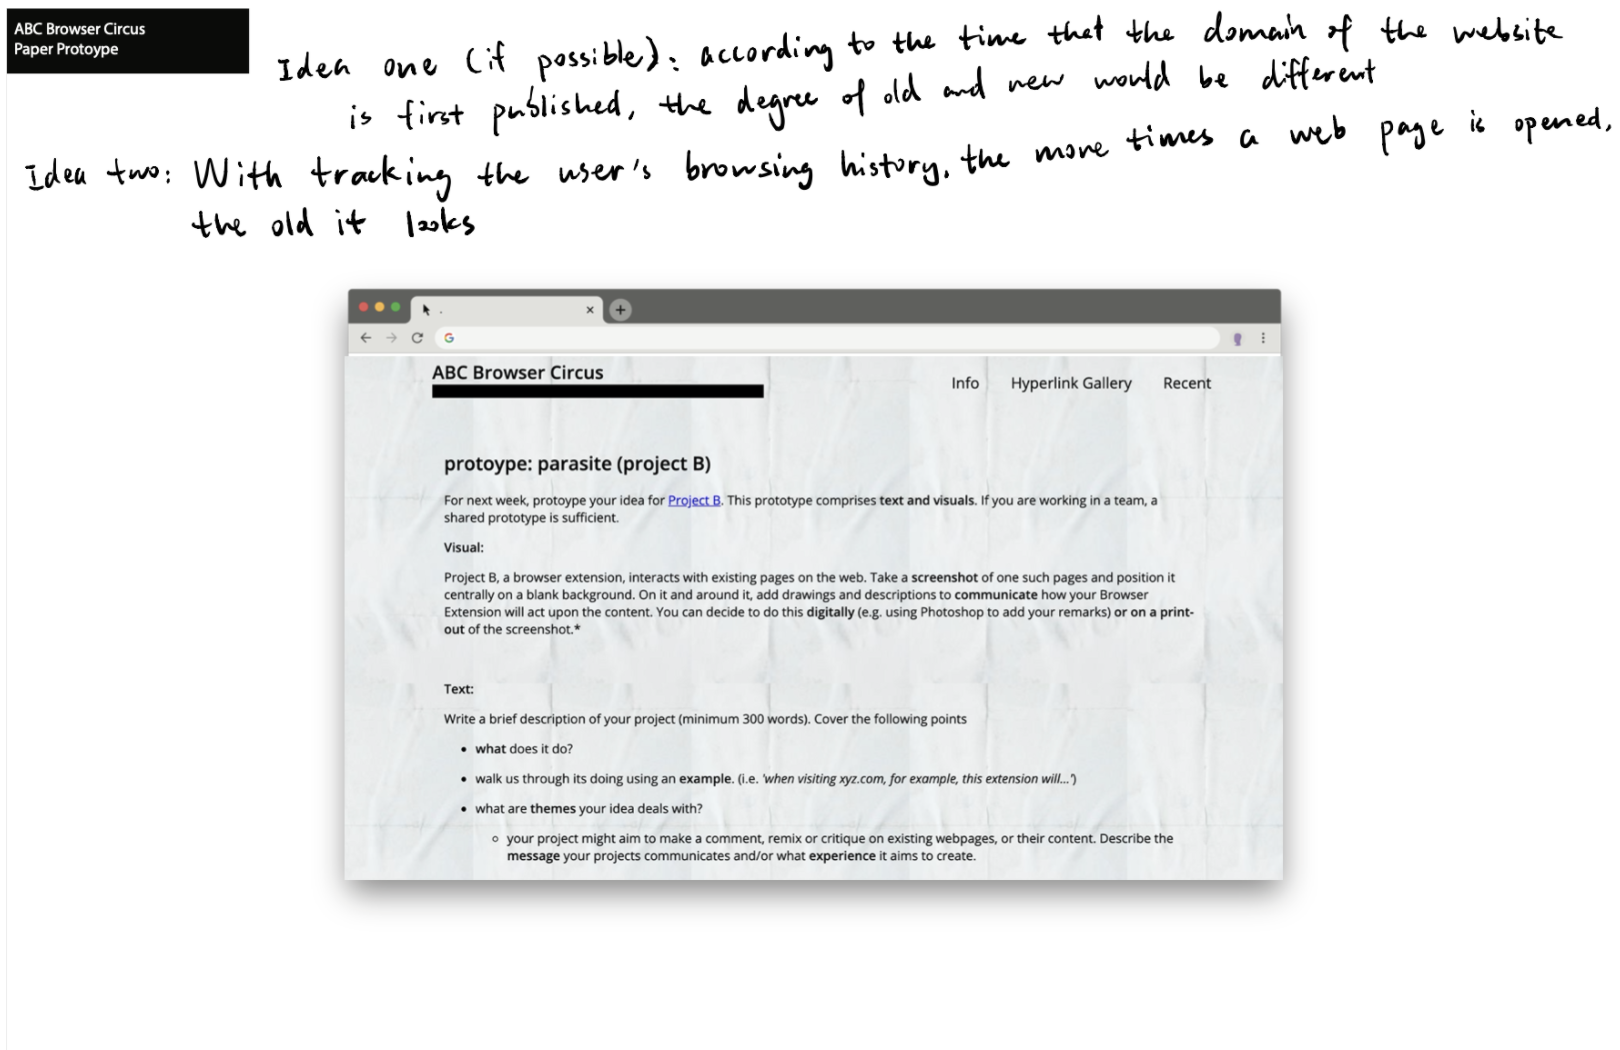 ABC Browser Circus
Paper Protoype
Idea one (if possible): according to the time that the domain of the website
is first published, the degree of old and new would be different
Idea two: With tracking the user's browsing history, the more times a web page is opened,
the old it looks
ABC Browser Circus
Info Hyperlink Gallery Recent
protoype: parasite (project B)
For next week, protoype your idea for Project B. This prototype comprises text and visuals. If you are working in a team, a
shared prototype is sufficient.
Visual:
Project B, a browser extension, interacts with existing pages on the web. Take a screenshot of one such pages and position it
centrally on a blank background. On it and around it, add drawings and descriptions to communicate how your Browser
Extension will act upon the content. You can decide to do this digitally (e.g. using Photoshop to add your remarks) or on a print-
out of the screenshot.*
Text:
Write a brief description of your project (minimum 300 words). Cover the following points
• what does it do?
• walk us through its doing using an example. (i.e. 'when visiting xyz.com, for example, this extension will...')
• what are themes your idea deals with?
◦ your project might aim to make a comment, remix or critique on existing webpages, or their content. Describe the
message your projects communicates and/or what experience it aims to create.